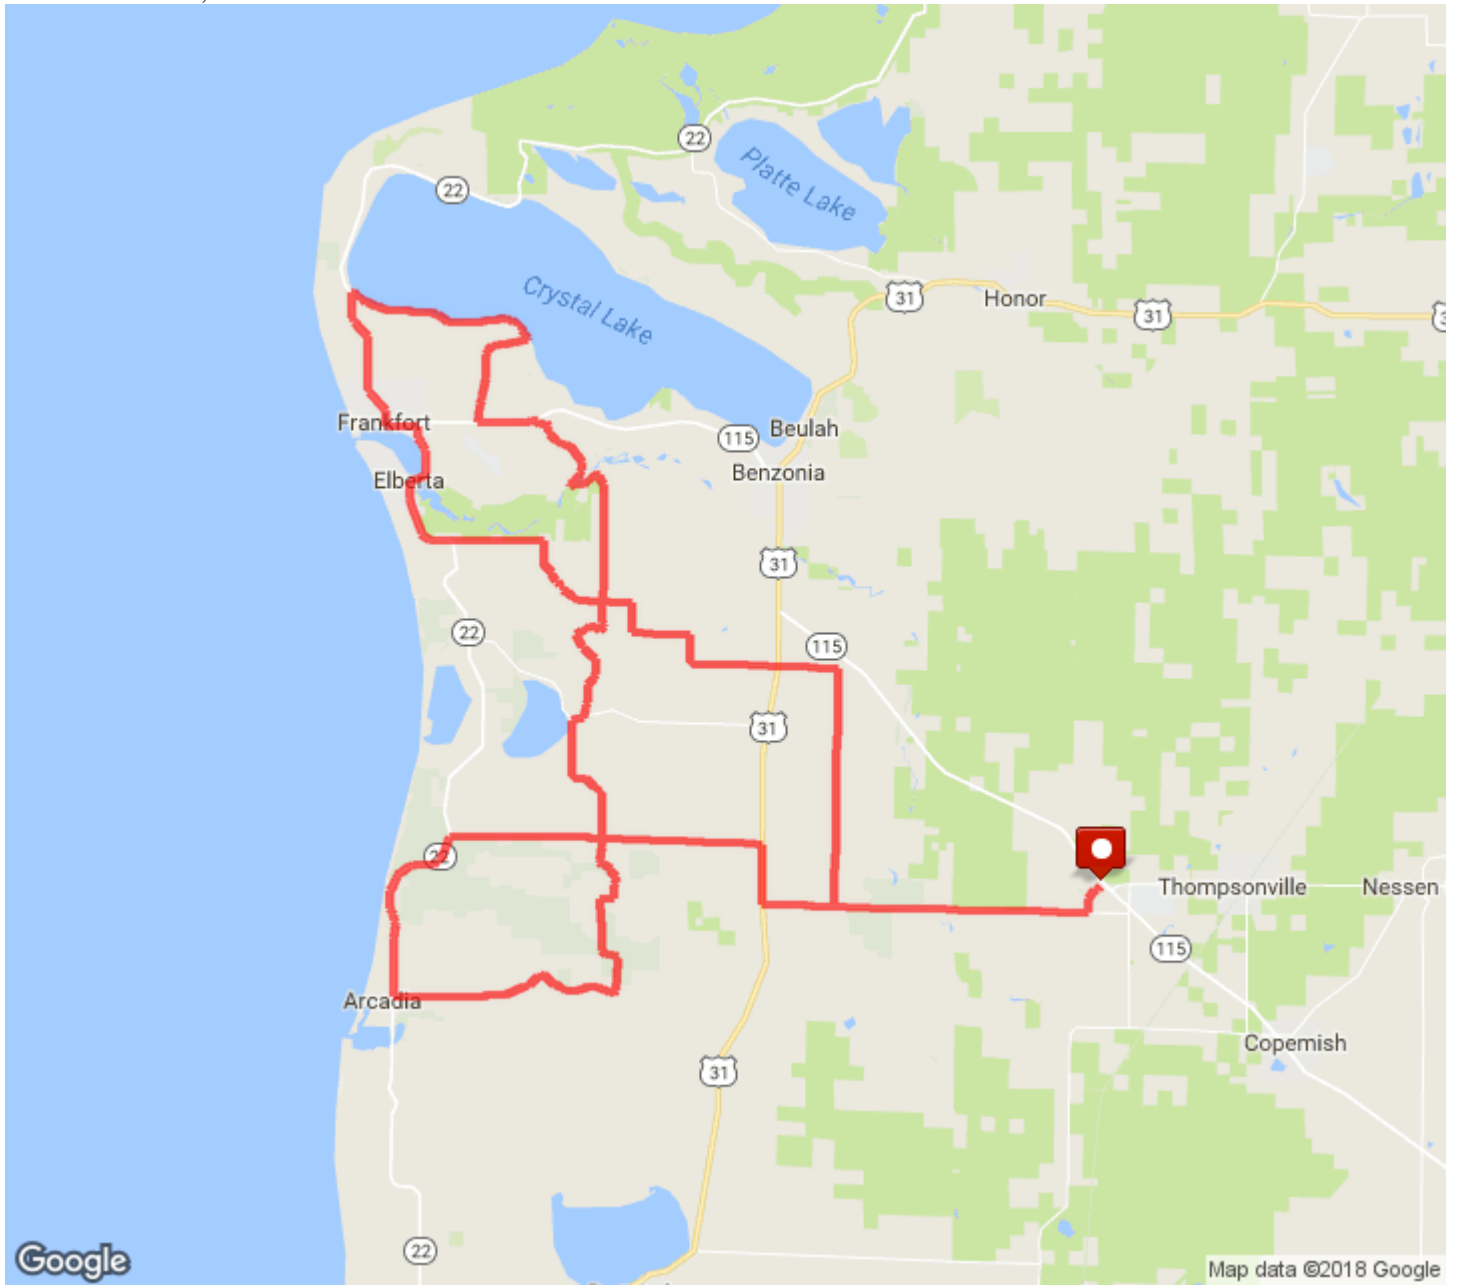 22
Platte Lake
22
Crystal Lake
31
Honor
31
Frankfort
115
Beulah
Elberta
Benzonia
31
22
115
31
22
Thompsonville
Nessen
115
Arcadia
Copemish
31
22
Google
Map data ©2018 Google